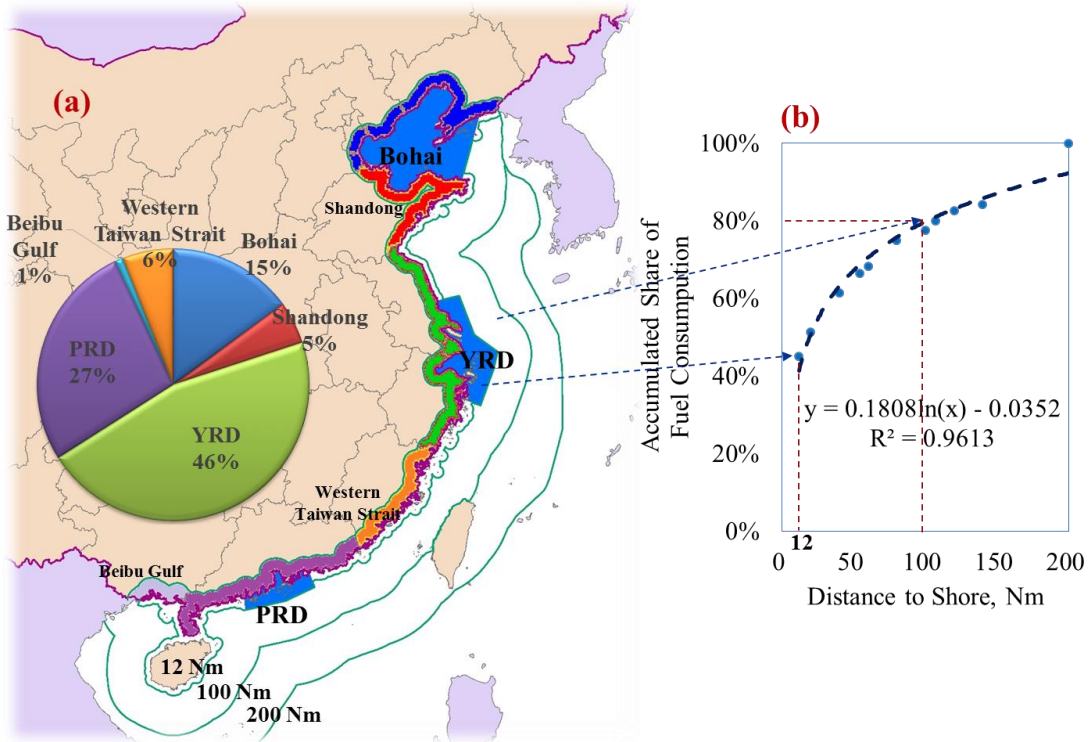 (a)
Bohai
Shandong
Western
Taiwan Strait
6%
Beibu
Gulf
1%
Bohai
15%
Shandong
5%
PRD
27%
YRD
46%
YRD
Western
Taiwan Strait
Beibu Gulf
PRD
12 Nm
100 Nm
200 Nm
(b)
Accumulated Share of
Fuel Consumption
100%
80%
60%
40%
20%
0%
y = 0.1808ln(x) - 0.0352
R² = 0.9613
0
12
50
100
150
200
Distance to Shore, Nm